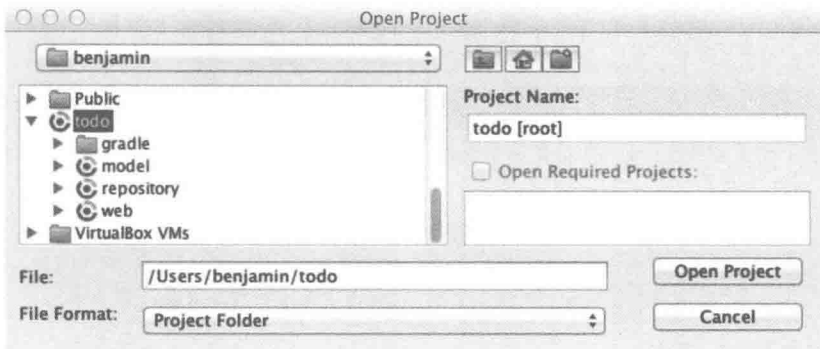 Open Project
benjamin
Public
todo
gradle
model
repository
web
VirtualBox VMs
Project Name:
todo [root]
Open Required Projects:
File:
/Users/benjamin/todo
Open Project
File Format:
Project Folder
Cancel